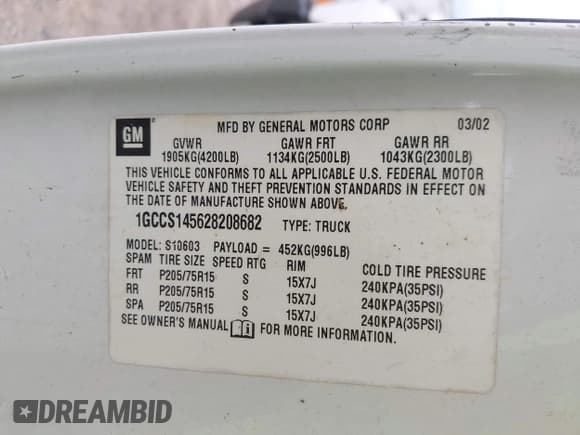 GM
MFD BY GENERAL MOTORS CORP 03/02
GVWR GAWR FRT GAWR RR
1905KG(4200LB) 1134KG(2500LB) 1043KG(2300LB)
THIS VEHICLE CONFORMS TO ALL APPLICABLE U.S. FEDERAL MOTOR
VEHICLE SAFETY AND THEFT PREVENTION STANDARDS IN EFFECT ON
THE DATE OF MANUFACTURE SHOWN ABOVE.
1GCCS145628208682 TYPE: TRUCK
MODEL: S10603 PAYLOAD = 452KG(996LB)
SPAM TIRE SIZE SPEED RTG RIM COLD TIRE PRESSURE
FRT P205/75R15 S 15X7J 240KPA(35PSI)
RR P205/75R15 S 15X7J 240KPA(35PSI)
SPA P205/75R15 S 15X7J 240KPA(35PSI)
SEE OWNER'S MANUAL FOR MORE INFORMATION.
DREAMBID